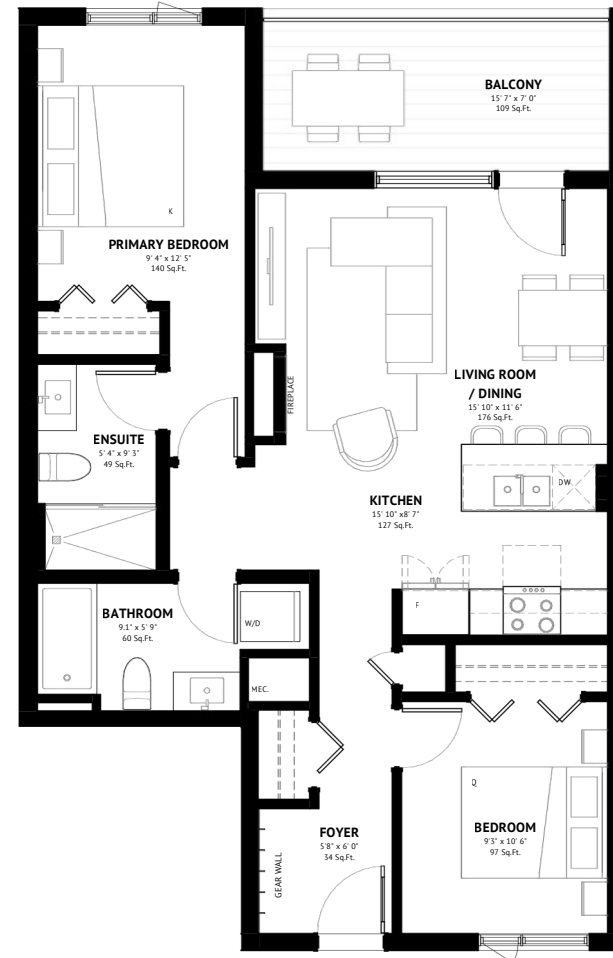 BALCONY
15' 7" x 7' 0"
109 Sq.Ft.
K
PRIMARY BEDROOM
9' 4" x 12' 5"
140 Sq.Ft.
FIREPLACE
LIVING ROOM
/ DINING
15' 10" x 11' 6"
176 Sq.Ft.
ENSUITE
5' 4" x 9' 3"
49 Sq.Ft.
DW
KITCHEN
15' 10" x8' 7"
127 Sq.Ft.
F
BATHROOM
9.1" x 5' 9"
60 Sq.Ft.
W/D
MEC.
Q
BEDROOM
9'3" x 10' 6"
97 Sq.Ft.
FOYER
5'8" x 6' 0"
34 Sq.Ft.
GEAR WALL